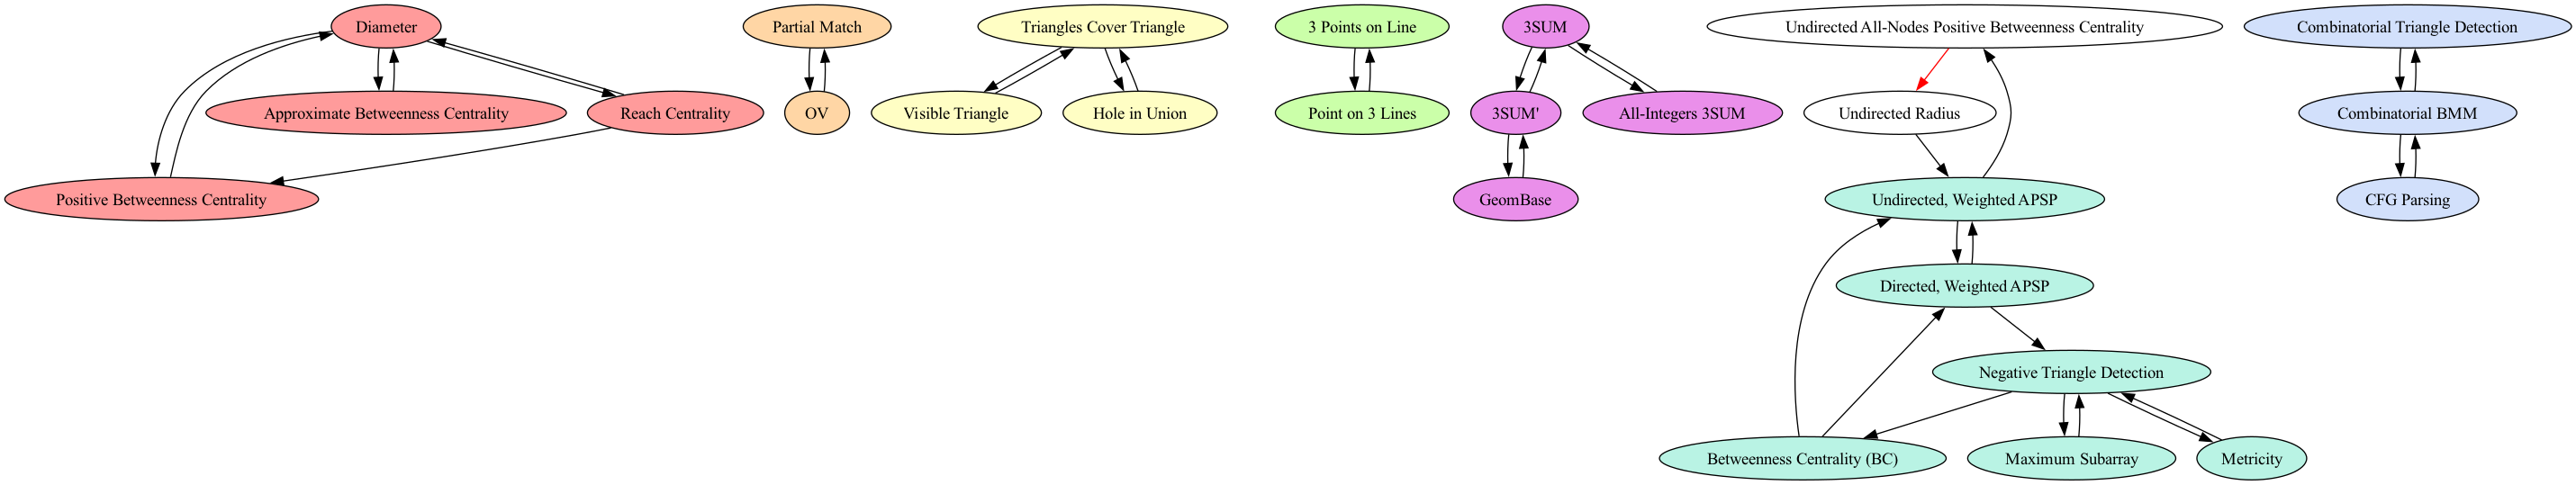 Diameter
Partial Match
Triangles Cover Triangle
3 Points on Line
3SUM
Undirected All-Nodes Positive Betweenness Centrality
Combinatorial Triangle Detection
Approximate Betweenness Centrality
Reach Centrality
OV
Visible Triangle
Hole in Union
Point on 3 Lines
3SUM'
All-Integers 3SUM
Undirected Radius
Combinatorial BMM
Positive Betweenness Centrality
GeomBase
Undirected, Weighted APSP
CFG Parsing
Directed, Weighted APSP
Negative Triangle Detection
Betweenness Centrality (BC)
Maximum Subarray
Metricity